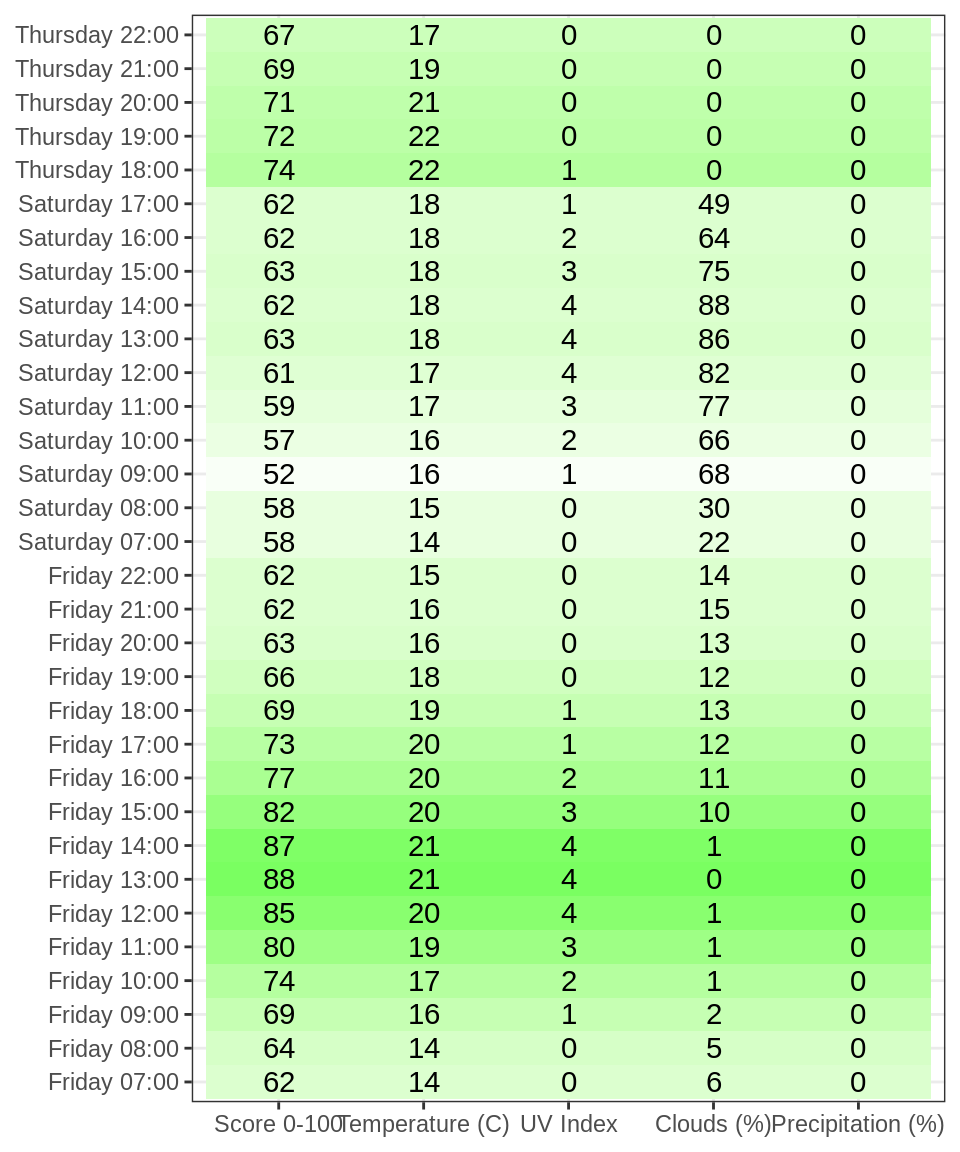 Thursday 22:00 67 17 0 0 0
Thursday 21:00 69 19 0 0 0
Thursday 20:00 71 21 0 0 0
Thursday 19:00 72 22 0 0 0
Thursday 18:00 74 22 1 0 0
Saturday 17:00 62 18 1 49 0
Saturday 16:00 62 18 2 64 0
Saturday 15:00 63 18 3 75 0
Saturday 14:00 62 18 4 88 0
Saturday 13:00 63 18 4 86 0
Saturday 12:00 61 17 4 82 0
Saturday 11:00 59 17 3 77 0
Saturday 10:00 57 16 2 66 0
Saturday 09:00 52 16 1 68 0
Saturday 08:00 58 15 0 30 0
Saturday 07:00 58 14 0 22 0
Friday 22:00 62 15 0 14 0
Friday 21:00 62 16 0 15 0
Friday 20:00 63 16 0 13 0
Friday 19:00 66 18 0 12 0
Friday 18:00 69 19 1 13 0
Friday 17:00 73 20 1 12 0
Friday 16:00 77 20 2 11 0
Friday 15:00 82 20 3 10 0
Friday 14:00 87 21 4 1 0
Friday 13:00 88 21 4 0 0
Friday 12:00 85 20 4 1 0
Friday 11:00 80 19 3 1 0
Friday 10:00 74 17 2 1 0
Friday 09:00 69 16 1 2 0
Friday 08:00 64 14 0 5 0
Friday 07:00 62 14 0 6 0
Score 0-100 Temperature (C) UV Index Clouds (%) Precipitation (%)